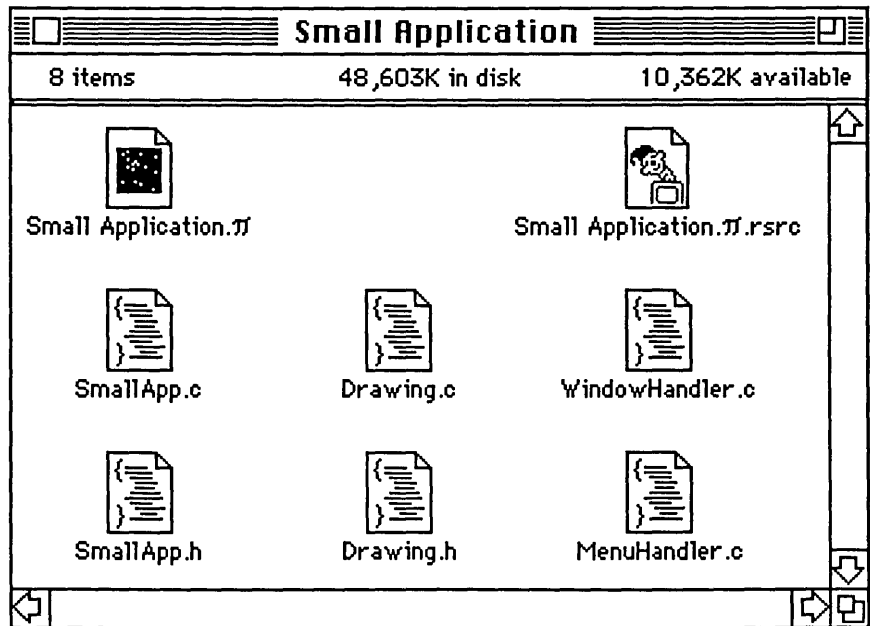 Small Application
8 items 48,603K in disk 10,362K available
Small Application.π Small Application.π.rsrc
SmallApp.c Drawing.c WindowHandler.c
SmallApp.h Drawing.h MenuHandler.c